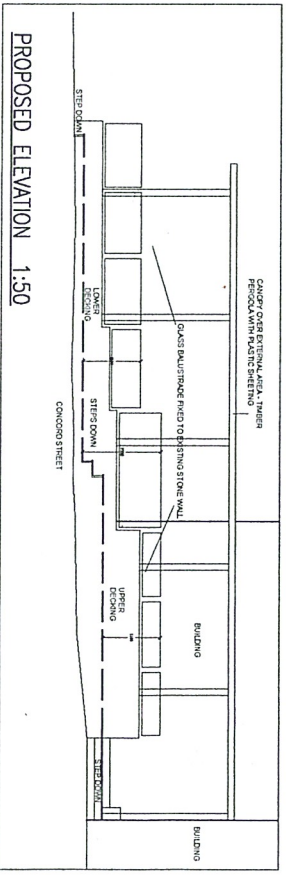 CANOPY OVER EXTERNAL AREA - TIMBER
PERGOLA WITH PLASTIC SHEETING
GLASS BALUSTRADE FIXED TO EXISTING STONE WALL
BUILDING
BUILDING
STEP DOWN
LOWER
DECKING
STEPS DOWN
UPPER
DECKING
STEP DOWN
CONCORD STREET
PROPOSED ELEVATION 1:50